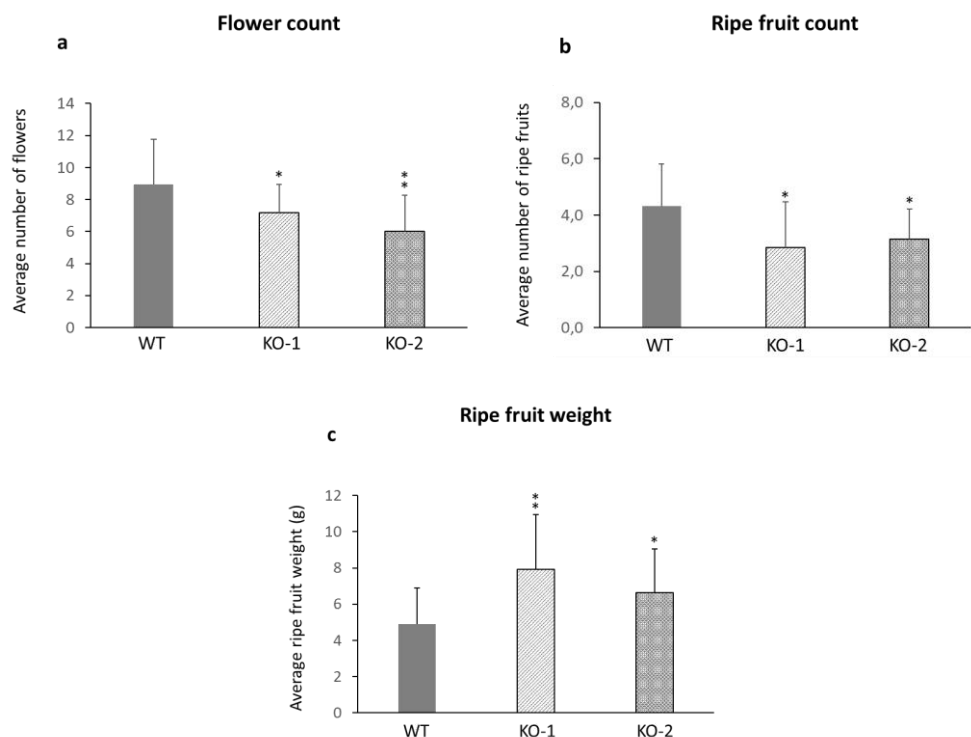 Flower count
a
Average number of flowers
14
12
10
8
6
4
2
0
*
**
WT KO-1 KO-2
Ripe fruit count
b
Average number of ripe fruits
8,0
6,0
4,0
2,0
0,0
*
*
WT KO-1 KO-2
Ripe fruit weight
c
Average ripe fruit weight (g)
12
10
8
6
4
2
0
**
*
WT KO-1 KO-2